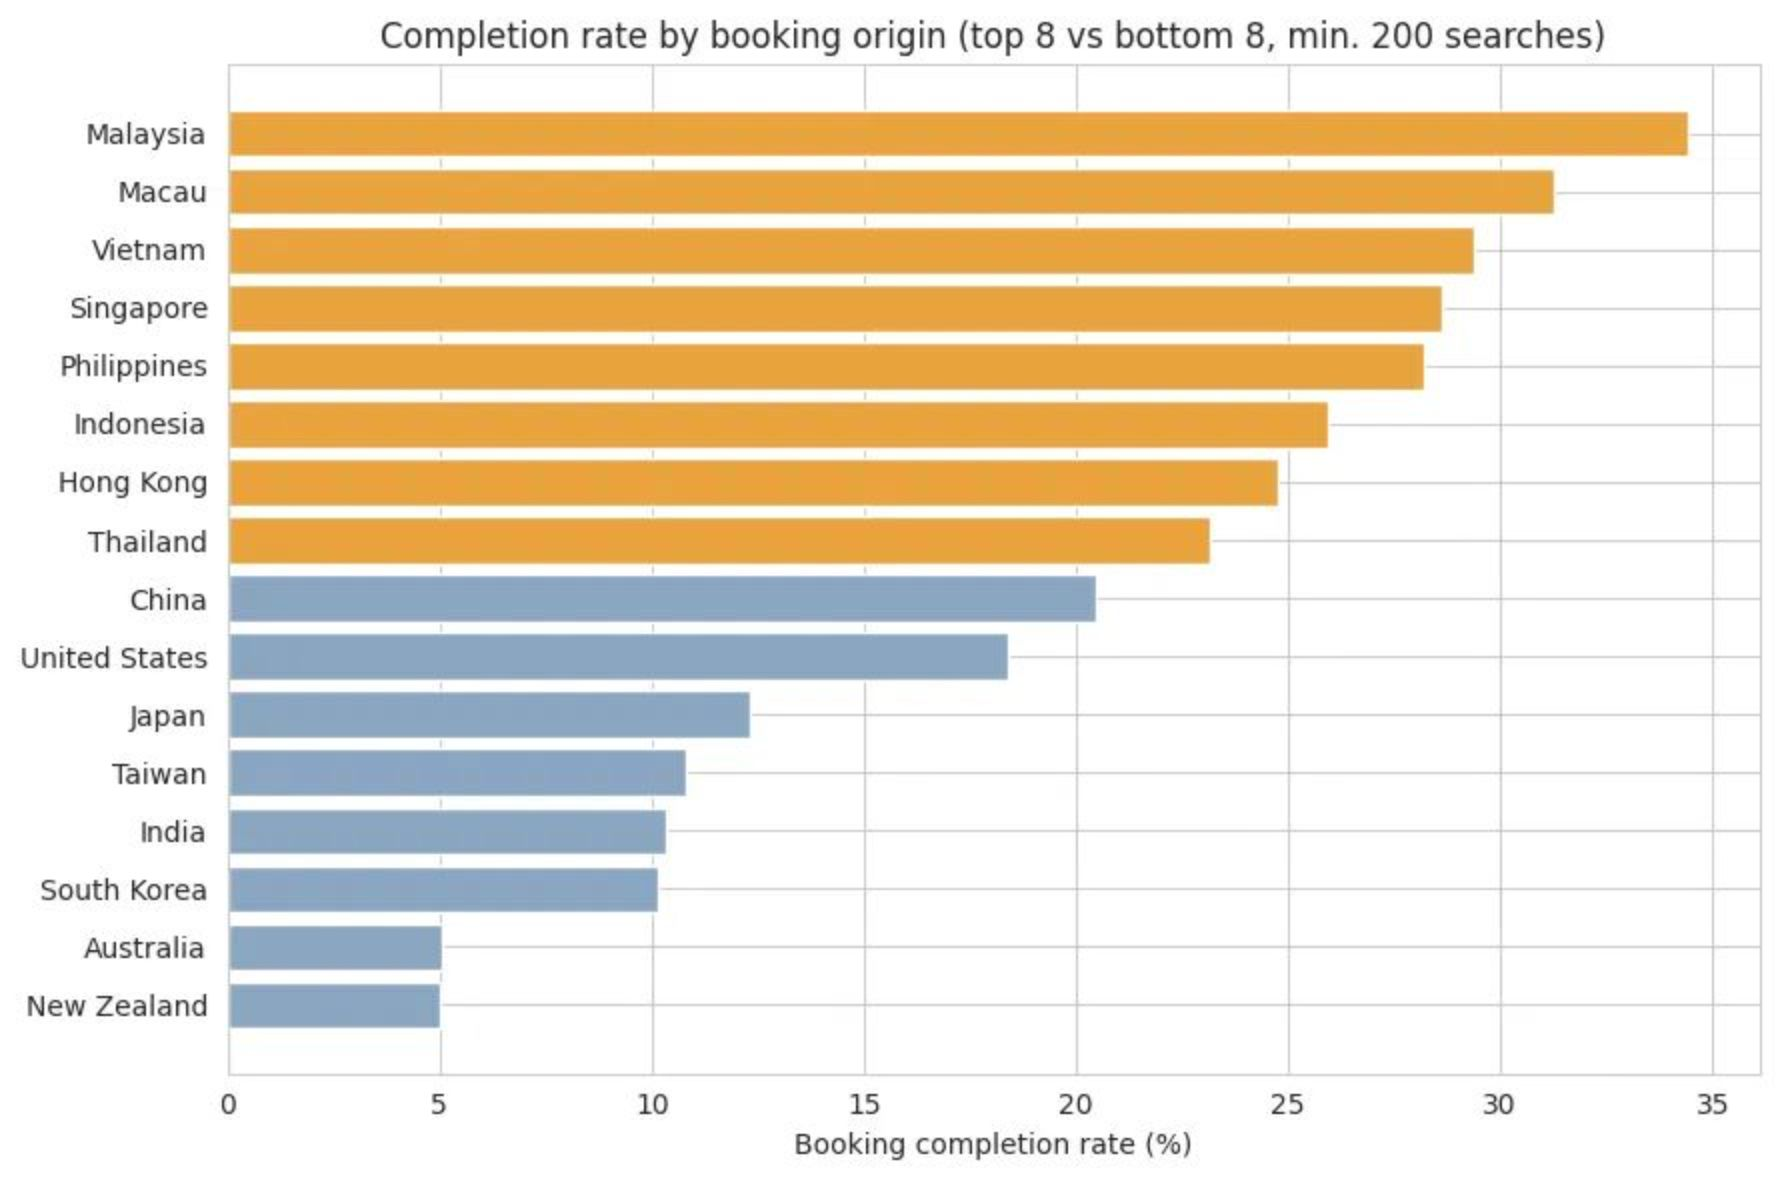 Completion rate by booking origin (top 8 vs bottom 8, min. 200 searches)
Malaysia
Macau
Vietnam
Singapore
Philippines
Indonesia
Hong Kong
Thailand
China
United States
Japan
Taiwan
India
South Korea
Australia
New Zealand
0 5 10 15 20 25 30 35
Booking completion rate (%)